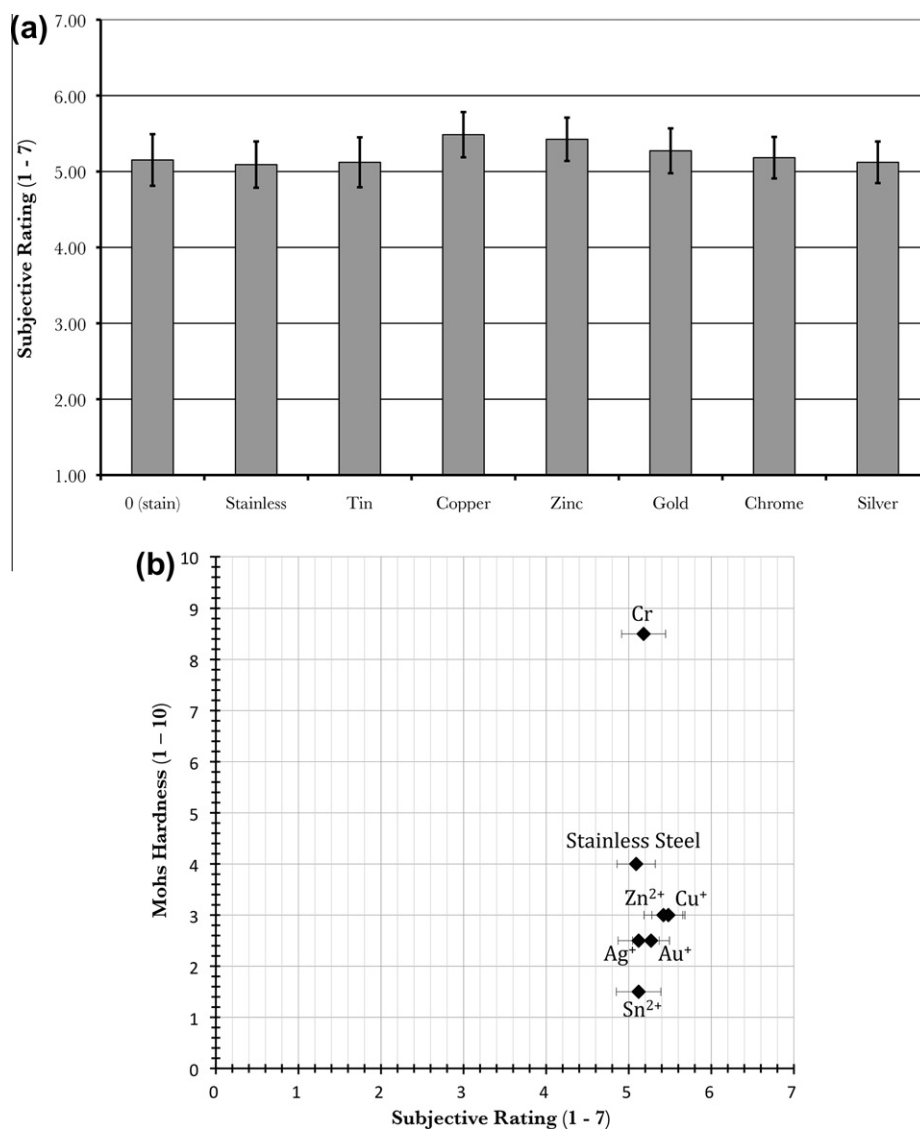 (a)
7.00
6.00
5.00
4.00
3.00
2.00
1.00
Subjective Rating (1 - 7)
0 (stain) Stainless Tin Copper Zinc Gold Chrome Silver
(b)
10
9
8
7
6
5
4
3
2
1
0
Mohs Hardness (1 – 10)
Cr
Stainless Steel
Zn²⁺ Cu⁺
Ag⁺ Au⁺
Sn²⁺
0 1 2 3 4 5 6 7
Subjective Rating (1 - 7)